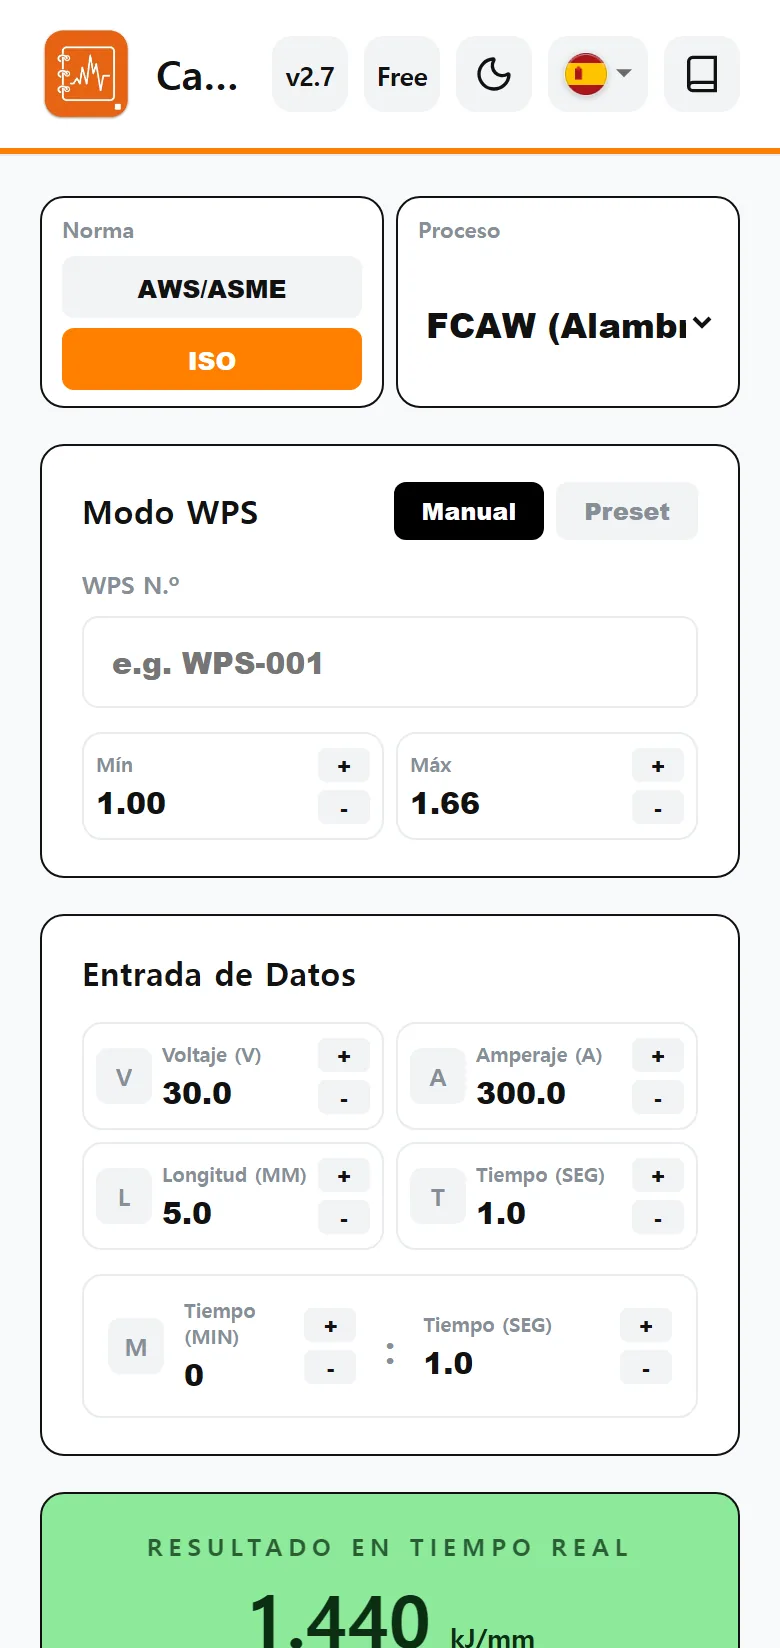 Ca...
v2.7
Free
Norma
AWS/ASME
ISO
Proceso
FCAW (Alamb
Modo WPS
Manual
Preset
WPS N.º
e.g. WPS-001
Mín
1.00
+
-
Máx
1.66
+
-
Entrada de Datos
V
Voltaje (V)
30.0
+
-
A
Amperaje (A)
300.0
+
-
L
Longitud (MM)
5.0
+
-
T
Tiempo (SEG)
1.0
+
-
M
Tiempo
(MIN)
0
+
-
:
Tiempo (SEG)
1.0
+
-
RESULTADO EN TIEMPO REAL
1.440 kJ/mm